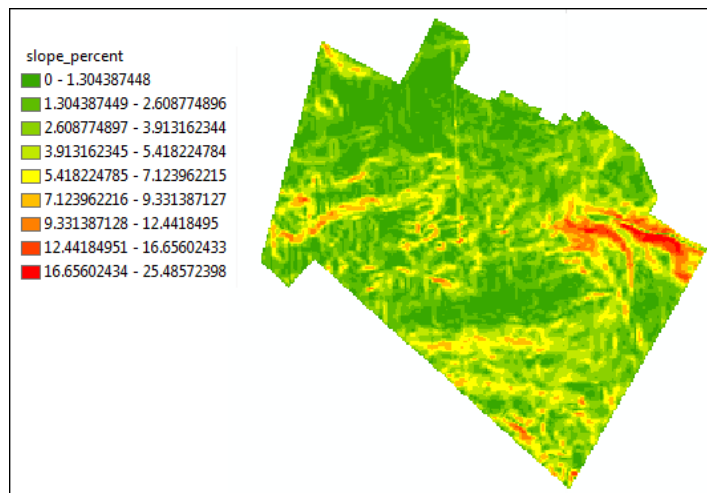 slope_percent
0 - 1.304387448
1.304387449 - 2.608774896
2.608774897 - 3.913162344
3.913162345 - 5.418224784
5.418224785 - 7.123962215
7.123962216 - 9.331387127
9.331387128 - 12.4418495
12.44184951 - 16.65602433
16.65602434 - 25.48572398